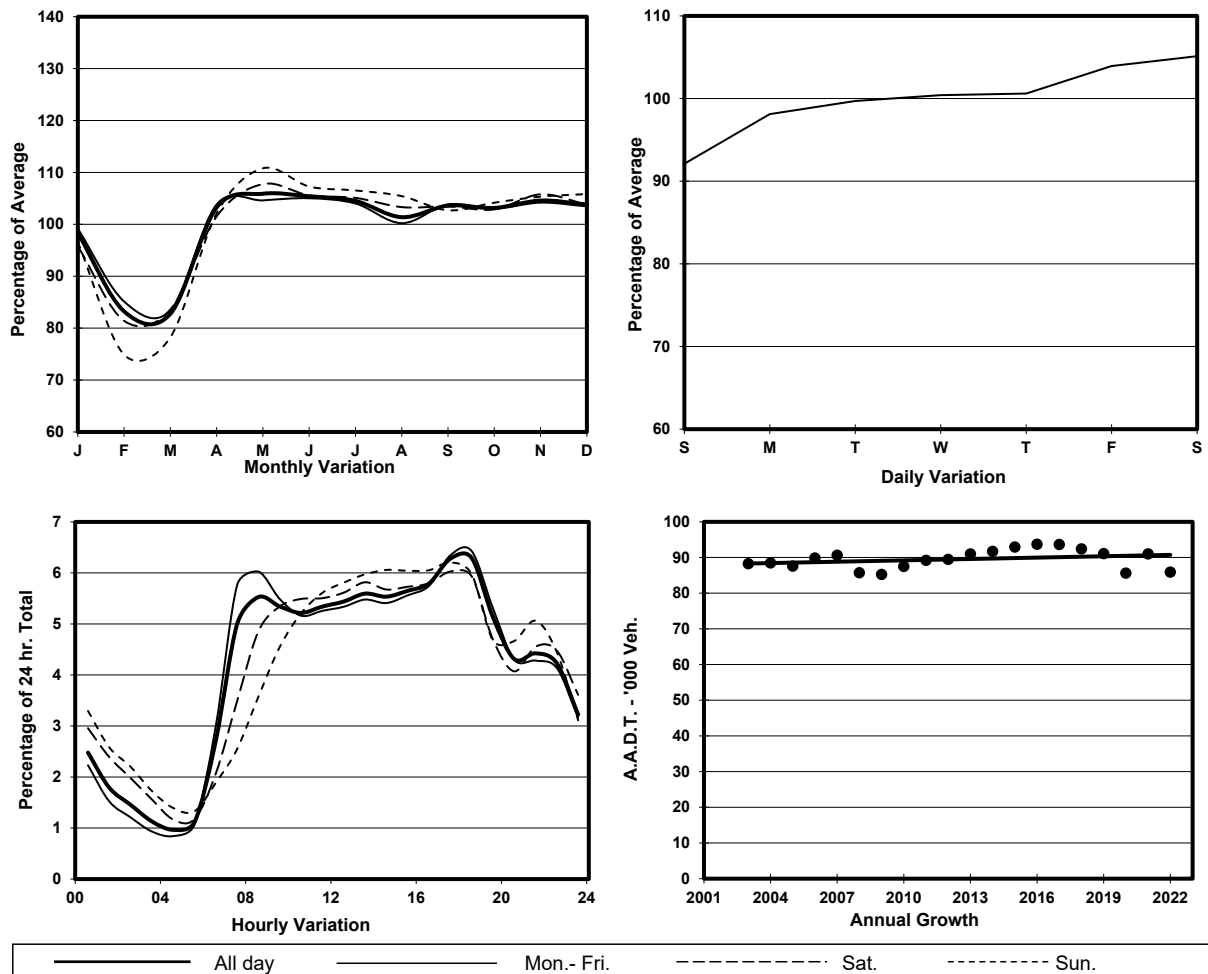 Percentage of Average
140
130
120
110
100
90
80
70
60
J F M A M J J A S O N D
Monthly Variation
Percentage of Average
110
100
90
80
70
60
S M T W T F S
Daily Variation
Percentage of 24 hr. Total
7
6
5
4
3
2
1
0
00 04 08 12 16 20 24
Hourly Variation
A.A.D.T. - '000 Veh.
100
90
80
70
60
50
40
30
20
10
0
2001 2004 2007 2010 2013 2016 2019 2022
Annual Growth
All day Mon.- Fri. Sat. Sun.